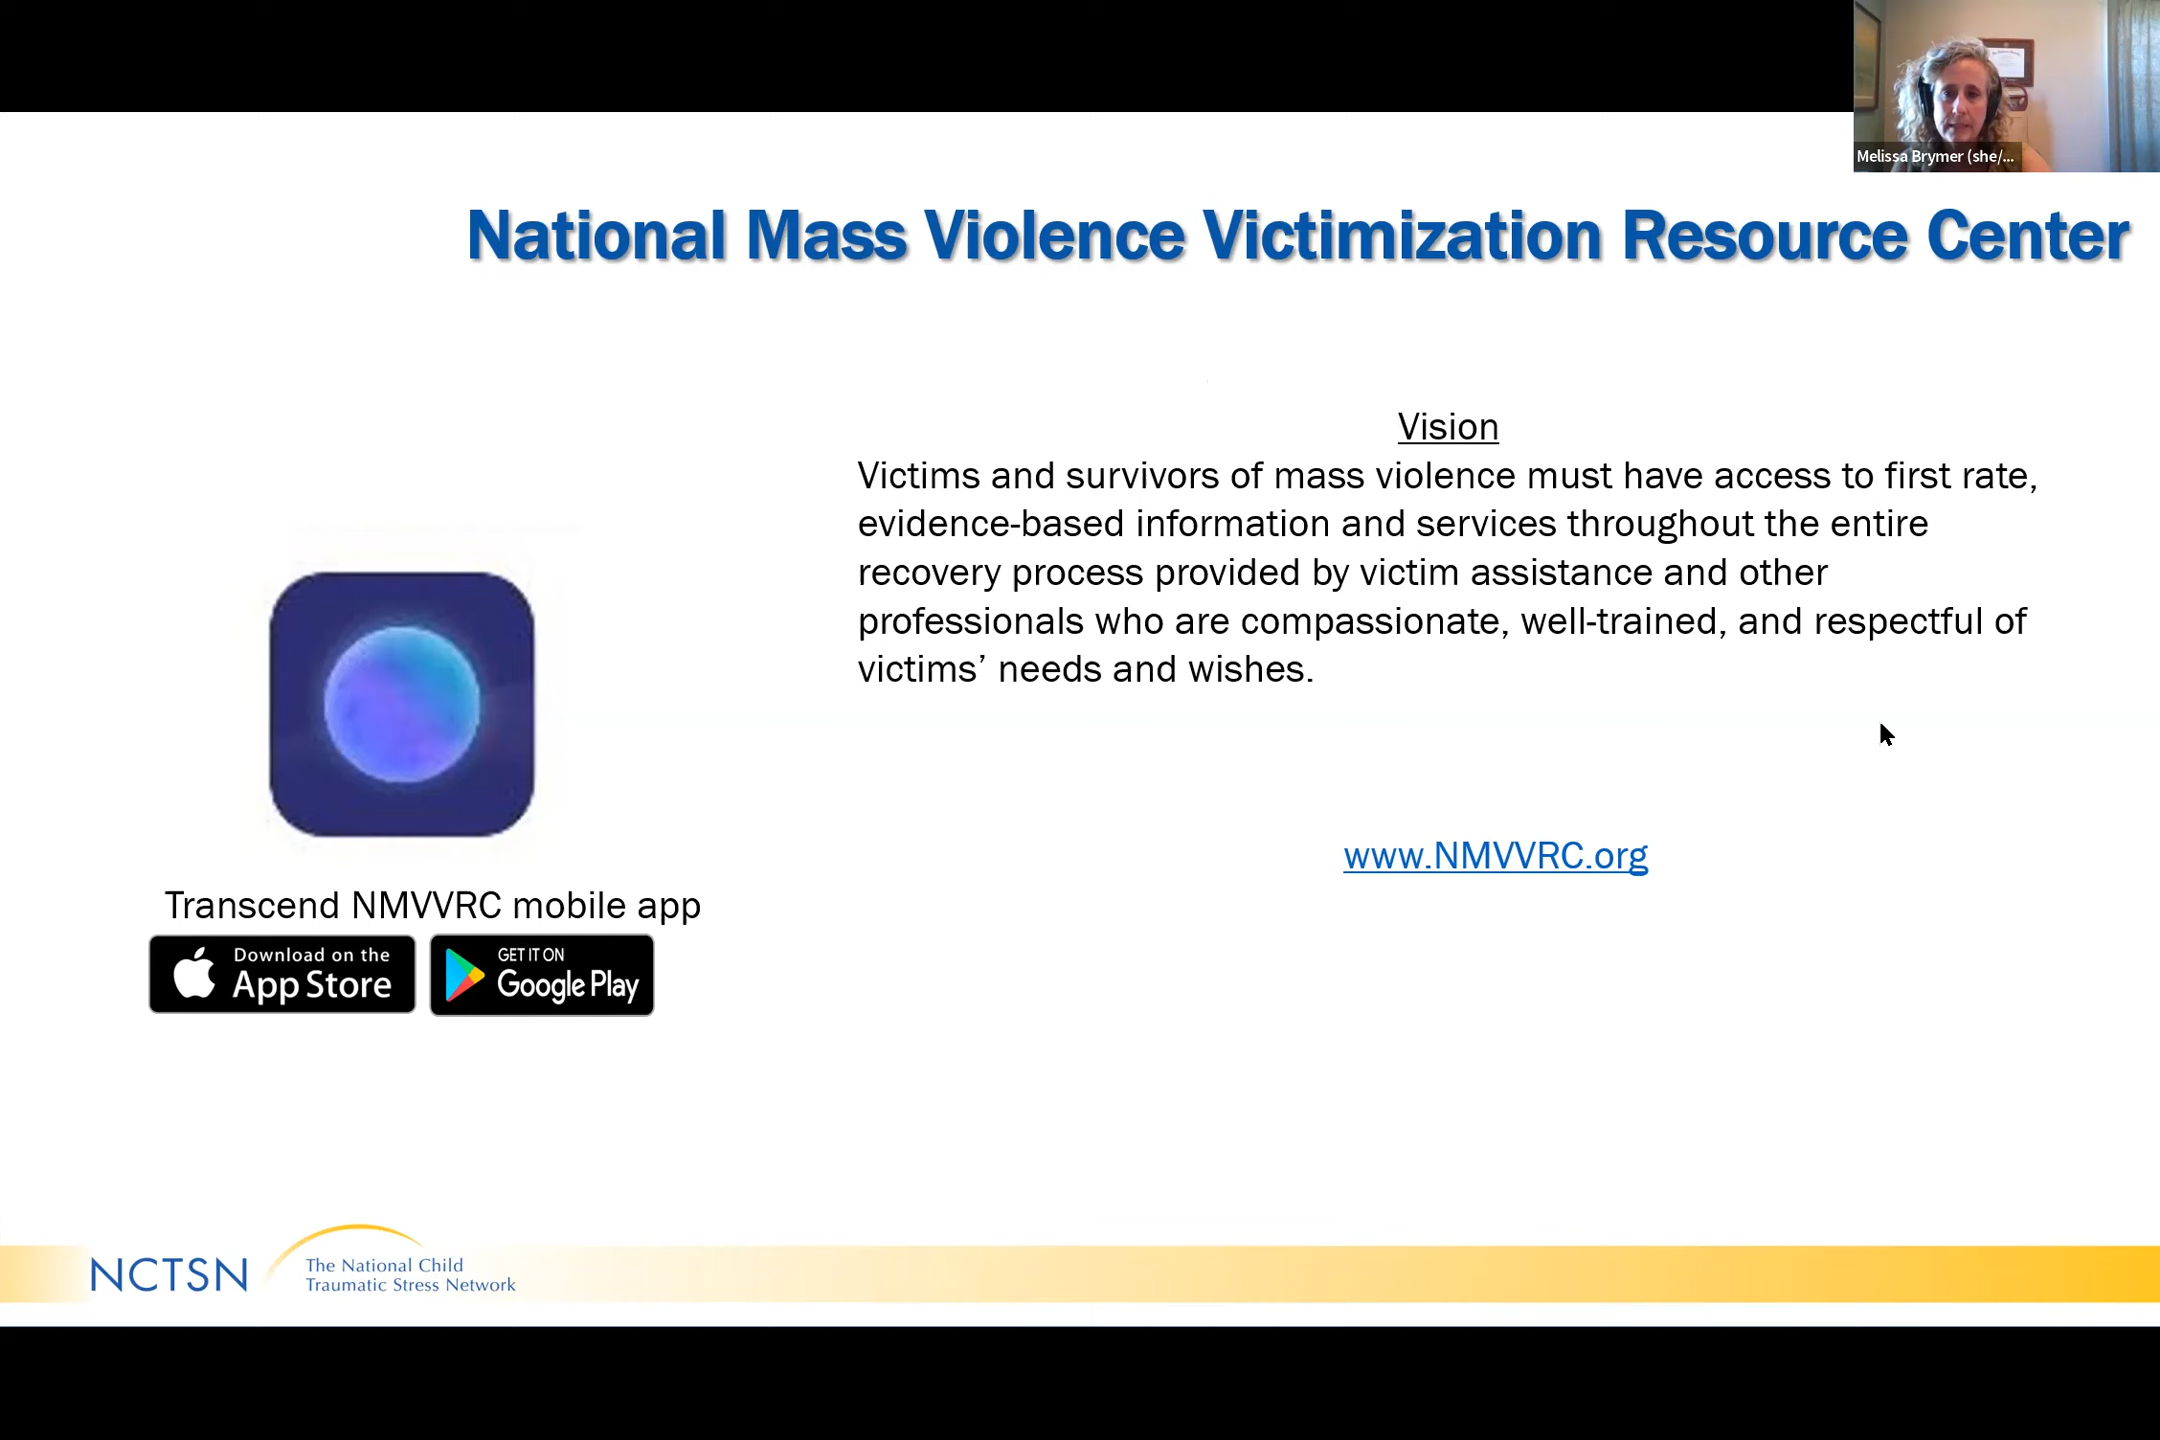 Melissa Brymer (she/...
National Mass Violence Victimization Resource Center
Vision
Victims and survivors of mass violence must have access to first rate,
evidence-based information and services throughout the entire
recovery process provided by victim assistance and other
professionals who are compassionate, well-trained, and respectful of
victims’ needs and wishes.
www.NMVVRC.org
Transcend NMVVRC mobile app
Download on the
App Store
GET IT ON
Google Play
NCTSN
The National Child
Traumatic Stress Network